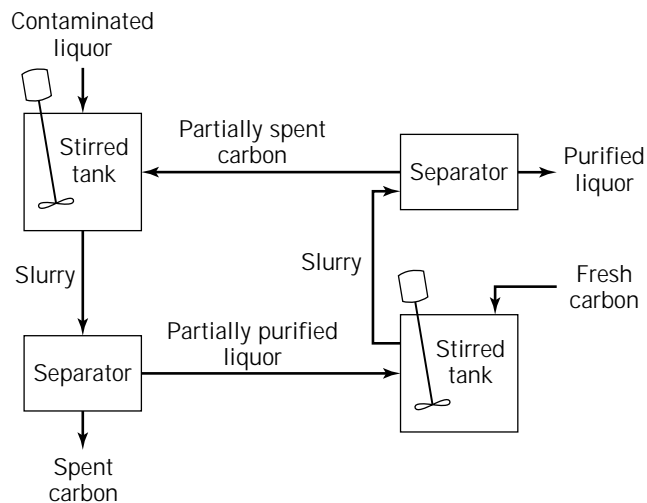 Contaminated
liquor
Stirred
tank
Partially spent
carbon
Separator
Purified
liquor
Slurry
Slurry
Fresh
carbon
Separator
Partially purified
liquor
Stirred
tank
Spent
carbon